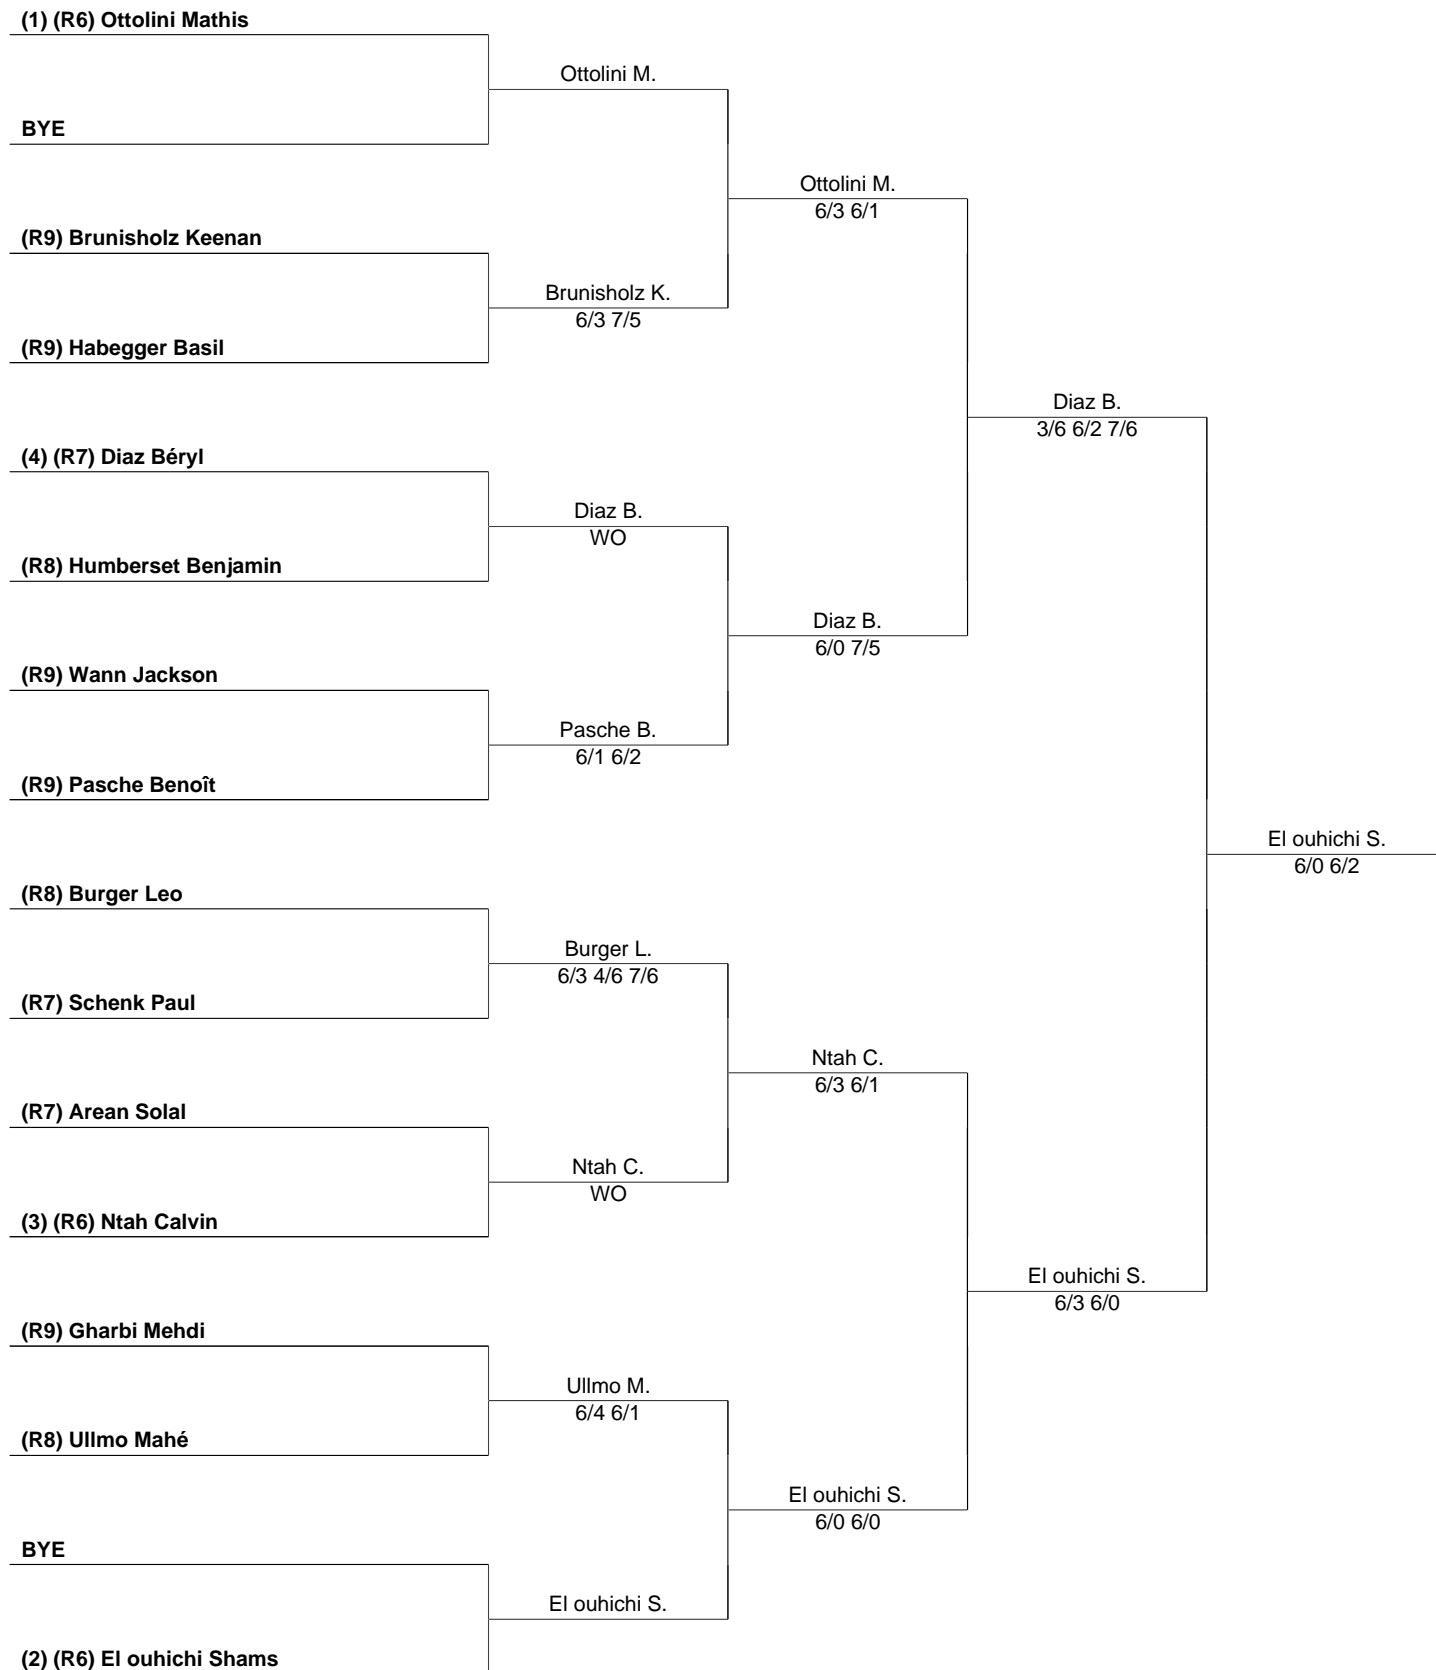 (1) (R6) Ottolini Mathis
Ottolini M.
BYE
Ottolini M.
6/3 6/1
(R9) Brunisholz Keenan
Brunisholz K.
6/3 7/5
(R9) Habegger Basil
Diaz B.
3/6 6/2 7/6
(4) (R7) Diaz Béryl
Diaz B.
WO
(R8) Humberset Benjamin
Diaz B.
6/0 7/5
(R9) Wann Jackson
Pasche B.
6/1 6/2
(R9) Pasche Benoît
El ouhichi S.
6/0 6/2
(R8) Burger Leo
Burger L.
6/3 4/6 7/6
(R7) Schenk Paul
Ntah C.
6/3 6/1
(R7) Arean Solal
Ntah C.
WO
(3) (R6) Ntah Calvin
El ouhichi S.
6/3 6/0
(R9) Gharbi Mehdi
Ullmo M.
6/4 6/1
(R8) Ullmo Mahé
El ouhichi S.
6/0 6/0
BYE
El ouhichi S.
(2) (R6) El ouhichi Shams